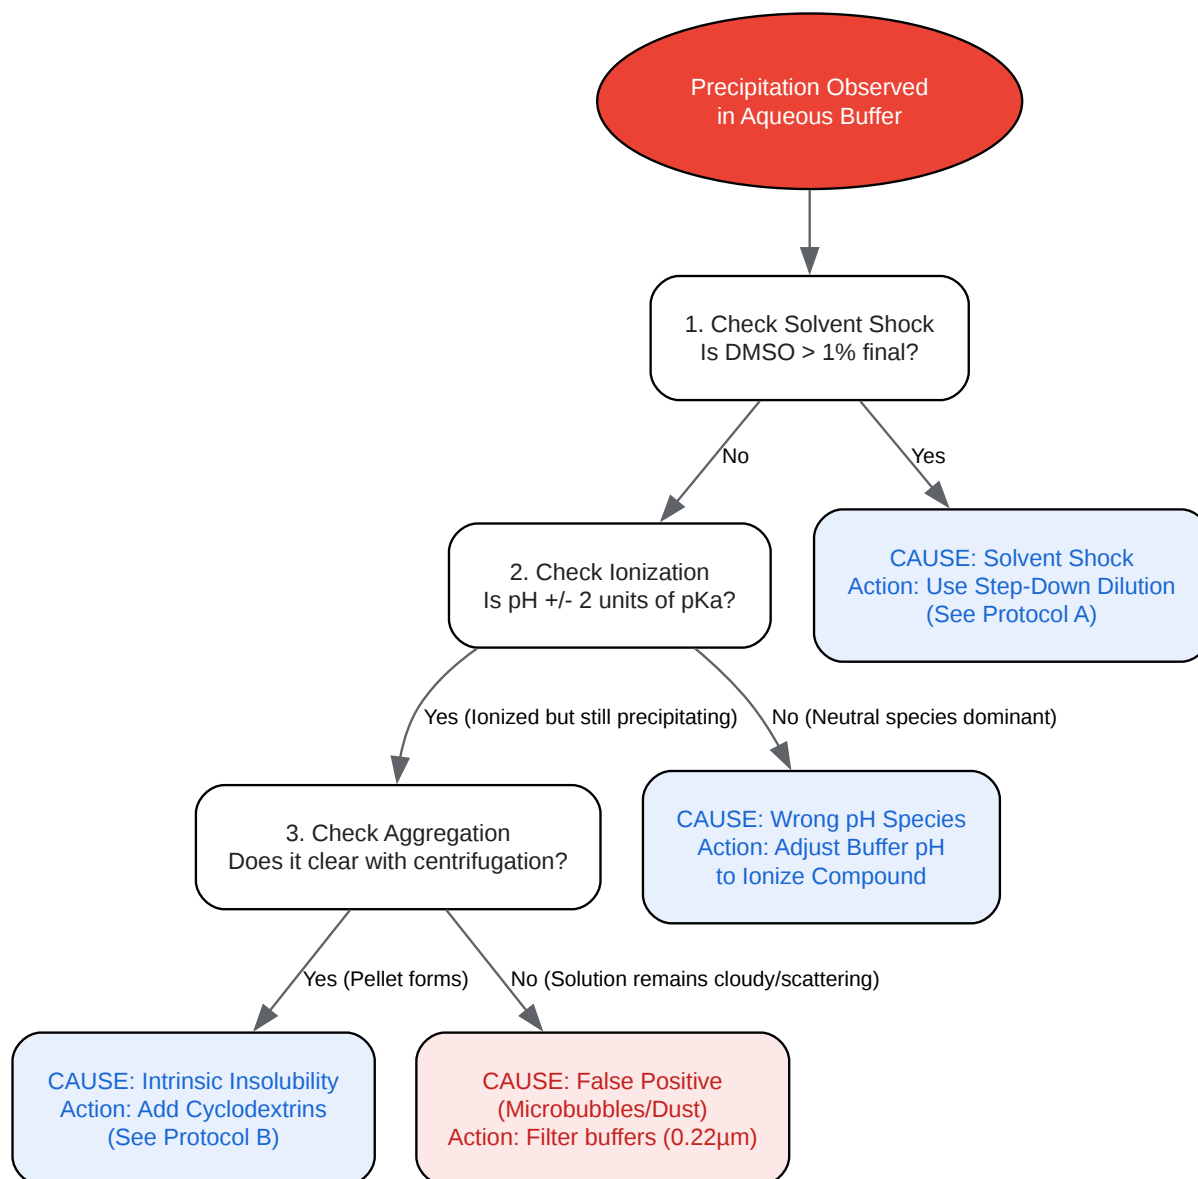 Precipitation Observed
in Aqueous Buffer
1. Check Solvent Shock
Is DMSO > 1% final?
No
Yes
2. Check Ionization
Is pH +/- 2 units of pKa?
CAUSE: Solvent Shock
Action: Use Step-Down Dilution
(See Protocol A)
Yes (Ionized but still precipitating)
No (Neutral species dominant)
3. Check Aggregation
Does it clear with centrifugation?
CAUSE: Wrong pH Species
Action: Adjust Buffer pH
to Ionize Compound
Yes (Pellet forms)
No (Solution remains cloudy/scattering)
CAUSE: Intrinsic Insolubility
Action: Add Cyclodextrins
(See Protocol B)
CAUSE: False Positive
(Microbubbles/Dust)
Action: Filter buffers (0.22µm)